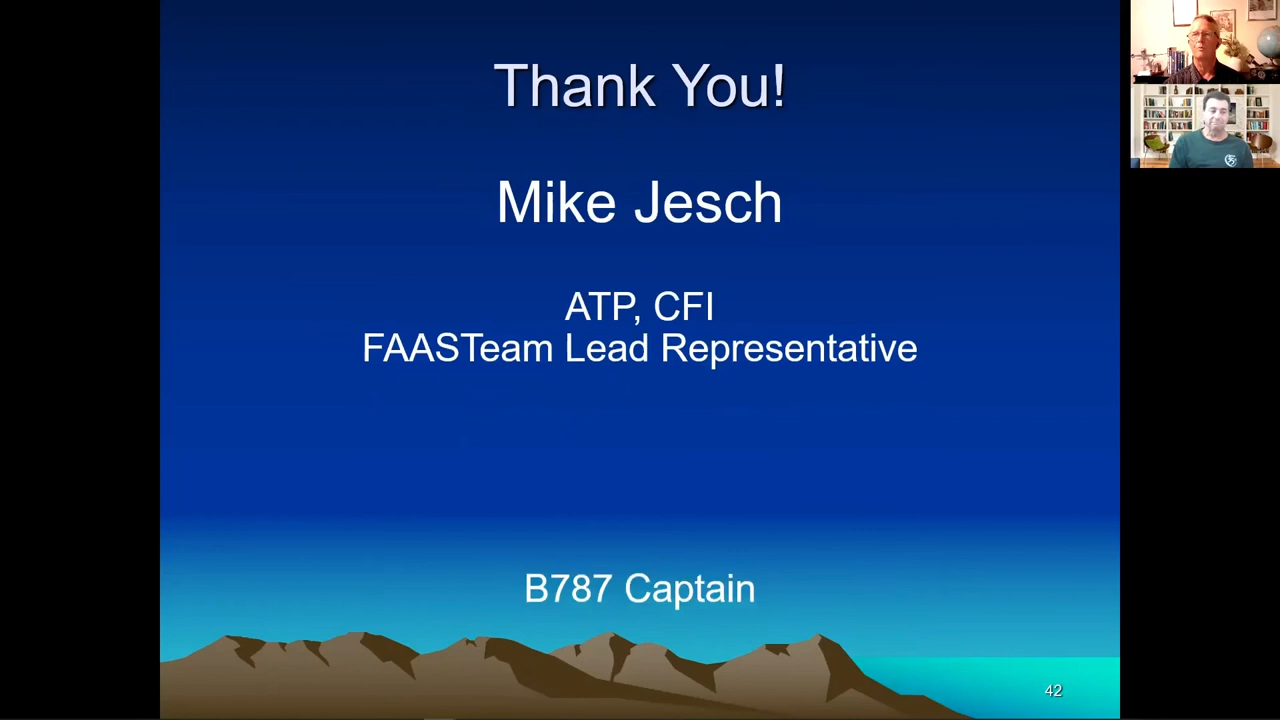 Thank You!
Mike Jesch
ATP, CFI
FAASTeam Lead Representative
B787 Captain
42